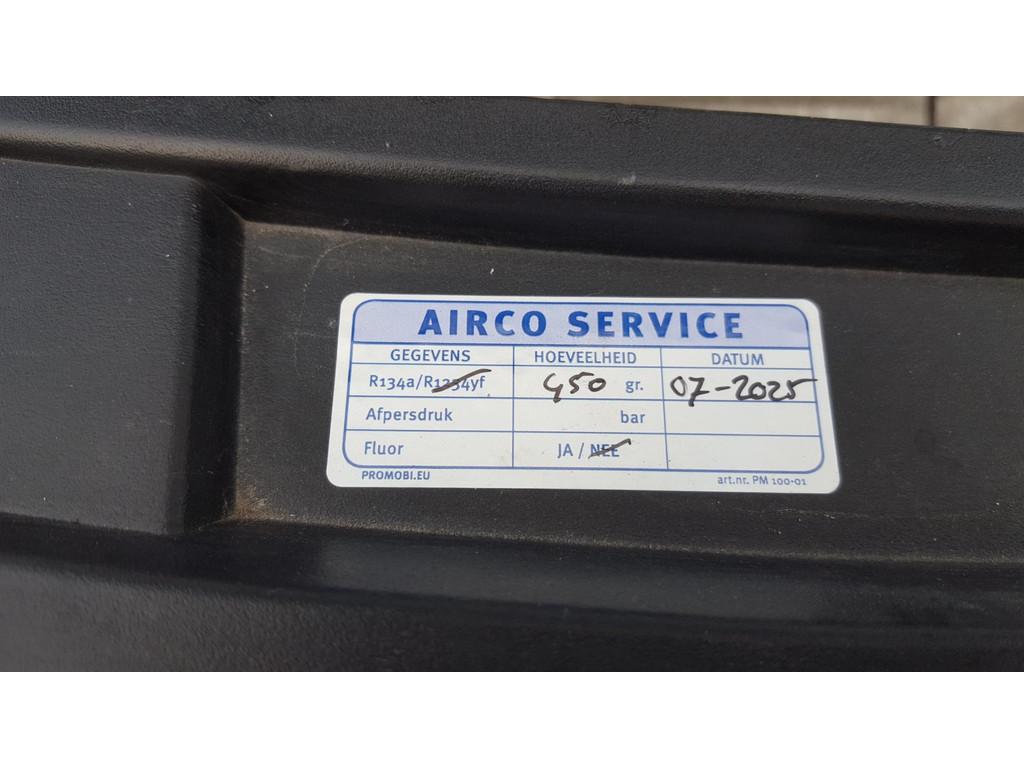 AIRCO SERVICE
GEGEVENS HOEVEELHEID DATUM
R134a/R1234yf 450 gr. 07-2025
Afpersdruk bar
Fluor JA / NEE
PROMOBI.EU art.nr. PM 100-01